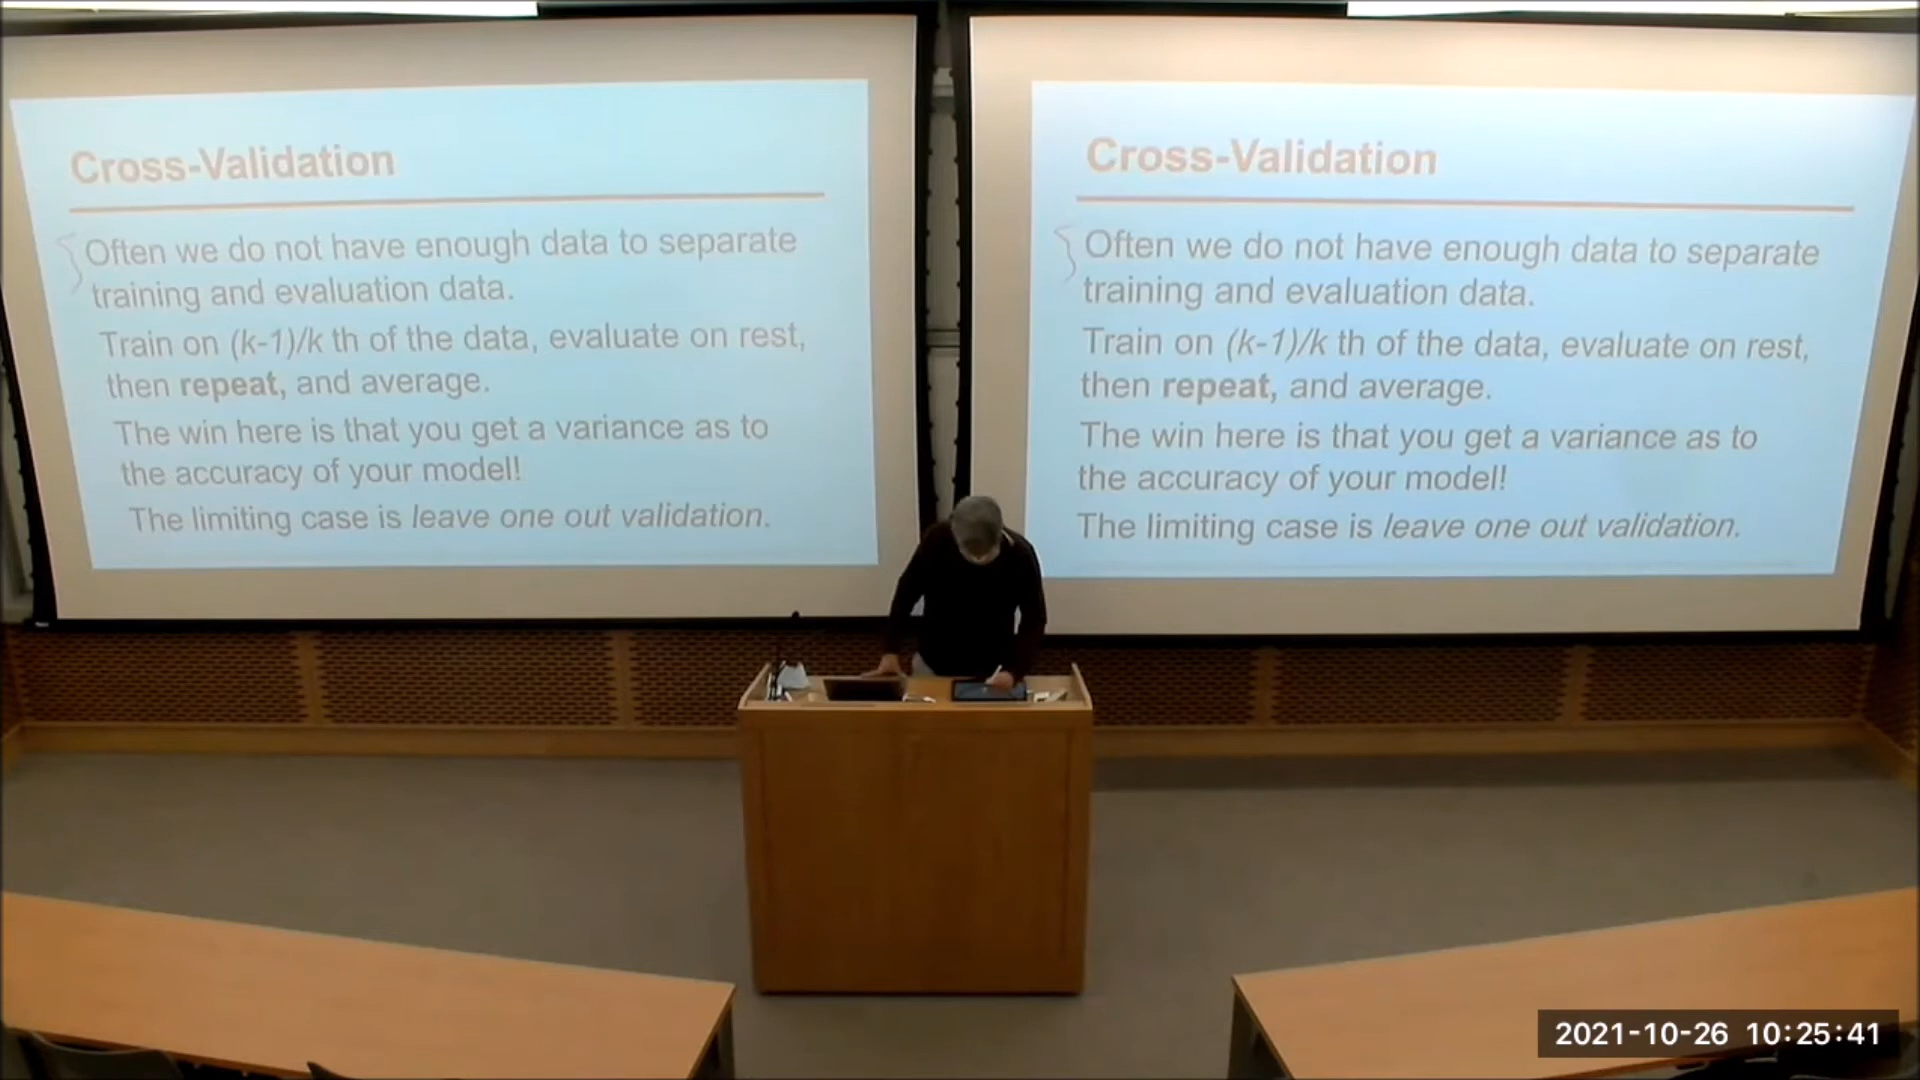 Cross-Validation
Often we do not have enough data to separate
training and evaluation data.
Train on (k-1)/k th of the data, evaluate on rest,
then repeat, and average.
The win here is that you get a variance as to
the accuracy of your model!
The limiting case is leave one out validation.
Cross-Validation
Often we do not have enough data to separate
training and evaluation data.
Train on (k-1)/k th of the data, evaluate on rest,
then repeat, and average.
The win here is that you get a variance as to
the accuracy of your model!
The limiting case is leave one out validation.
2021-10-26 10:25:41